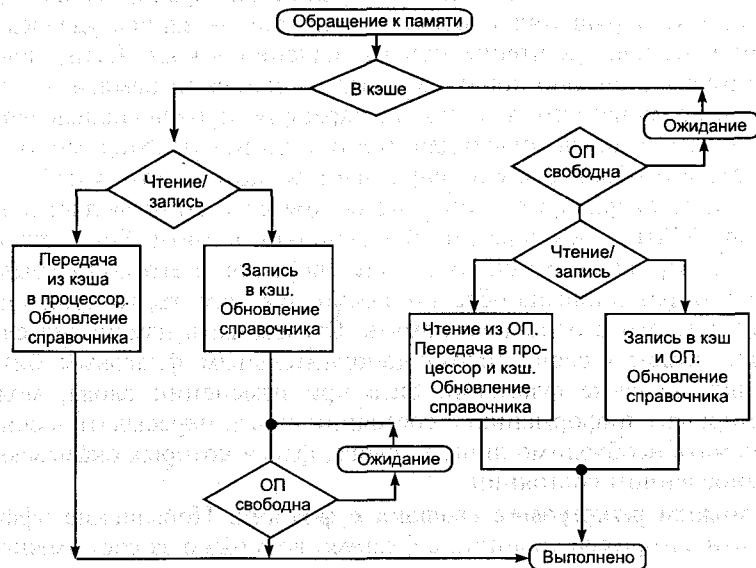 Обращение к памяти
В кэше
Ожидание
ОП
свободна
Чтение/
запись
Чтение/
запись
Передача
из кэша
в процессор.
Обновление
справочника
Запись
в кэш.
Обновление
справочника
Чтение из ОП.
Передача в про-
цессор и кэш.
Обновление
справочника
Запись в кэш
и ОП.
Обновление
справочника
Ожидание
ОП
свободна
Выполнено